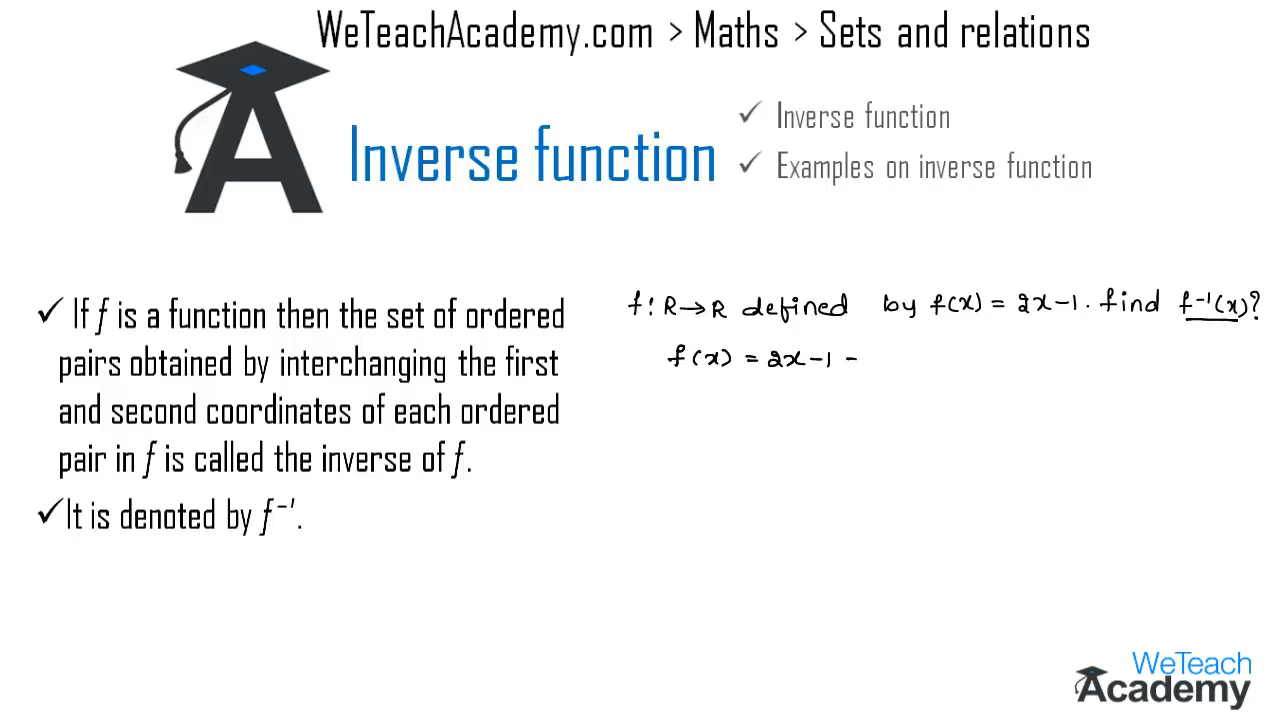 WeTeachAcademy.com > Maths > Sets and relations
Inverse function
✓ Inverse function
✓ Examples on inverse function
✓ If f is a function then the set of ordered
pairs obtained by interchanging the first
and second coordinates of each ordered
pair in f is called the inverse of f.
✓ It is denoted by f⁻¹.
f: R→R defined by f(x) = 2x-1. find f⁻¹(x)?
f(x) = 2x-1 -
WeTeach
Academy